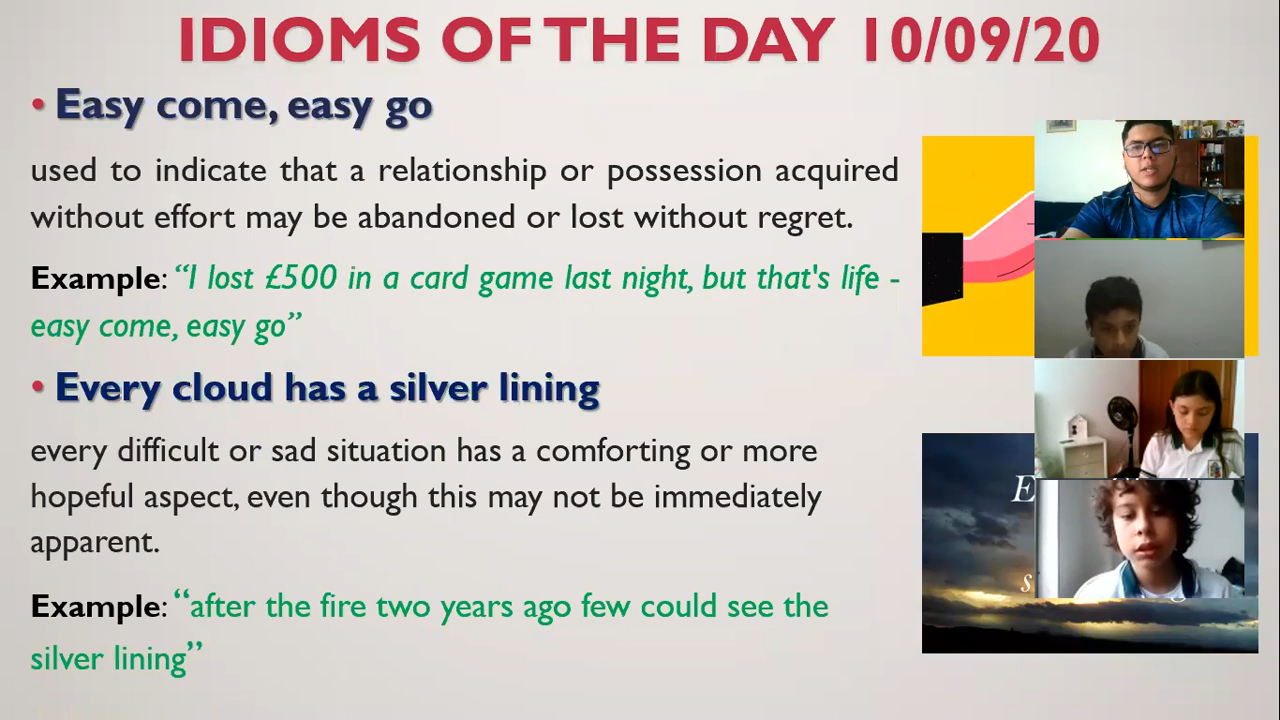 IDIOMS OF THE DAY 10/09/20
• Easy come, easy go
used to indicate that a relationship or possession acquired
without effort may be abandoned or lost without regret.
Example: “I lost £500 in a card game last night, but that's life -
easy come, easy go”
• Every cloud has a silver lining
every difficult or sad situation has a comforting or more
hopeful aspect, even though this may not be immediately
apparent.
Example: “after the fire two years ago few could see the
silver lining”